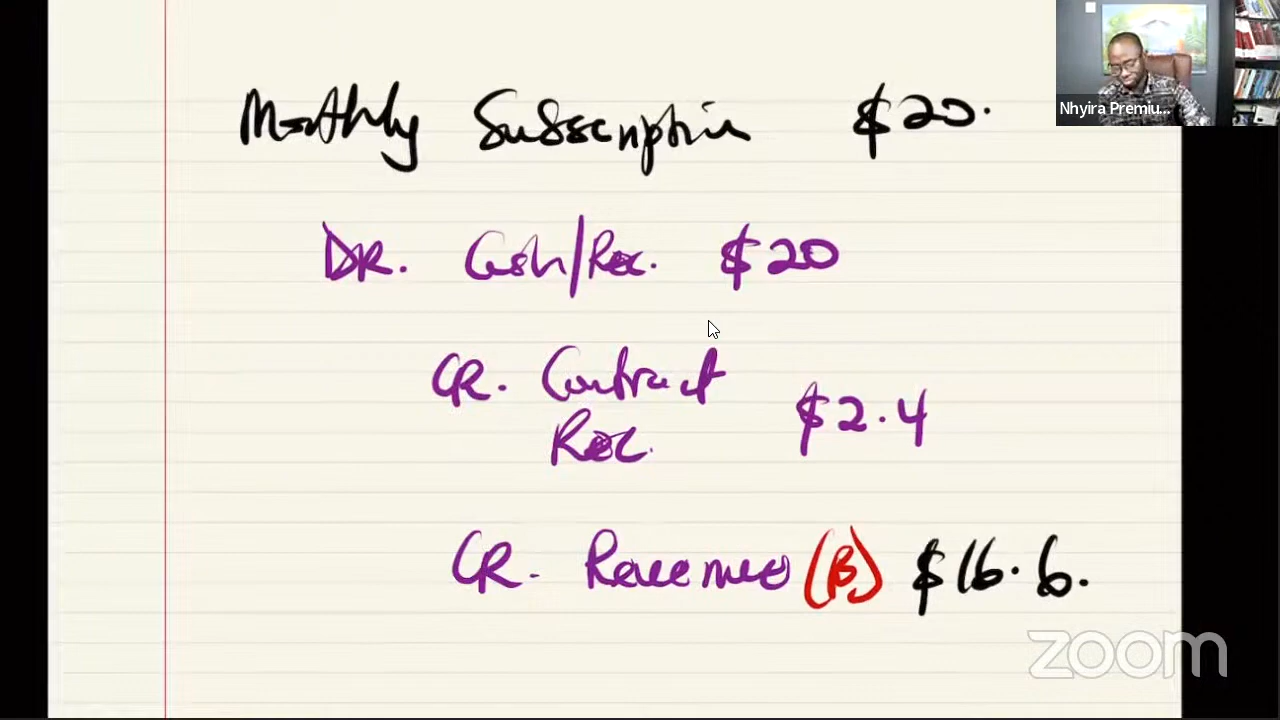 Monthly Subscription $20.
Nhyira Premiu...
DR. Cash/Rec. $20
CR. Contract
Rec. $2.4
CR. Revenue (B) $16.6.
zoom